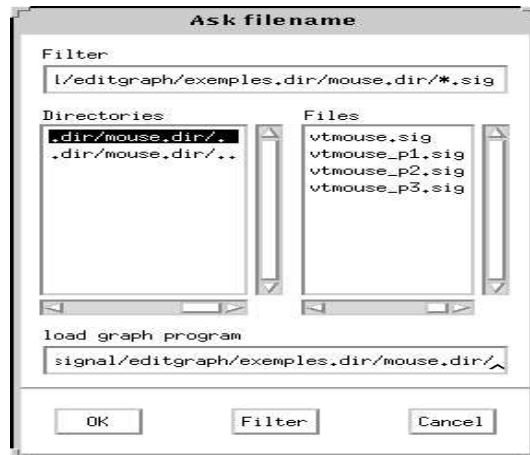 Ask filename
Filter
l/editgraph/exemples.dir/mouse.dir/*.sig
Directories
.dir/mouse.dir/.
.dir/mouse.dir/..
Files
vtmouse.sig
vtmouse_p1.sig
vtmouse_p2.sig
vtmouse_p3.sig
load graph program
signal/editgraph/exemples.dir/mouse.dir/
OK
Filter
Cancel